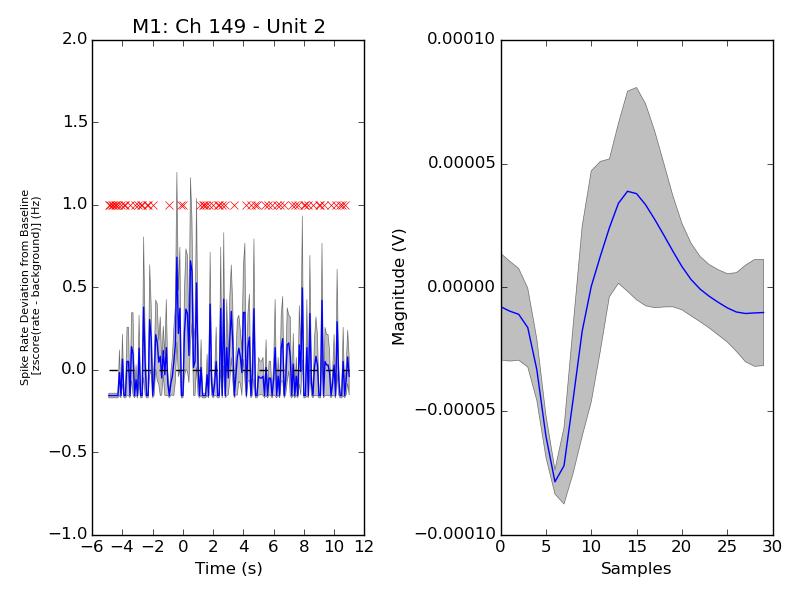 M1: Ch 149 - Unit 2
2.0
1.5
1.0
0.5
0.0
−0.5
−1.0
−6 −4 −2 0 2 4 6 8 10 12
Time (s)
Spike Rate Deviation from Baseline
[zscore(rate - background)] (Hz)
0.00010
0.00005
0.00000
−0.00005
−0.00010
0 5 10 15 20 25 30
Samples
Magnitude (V)